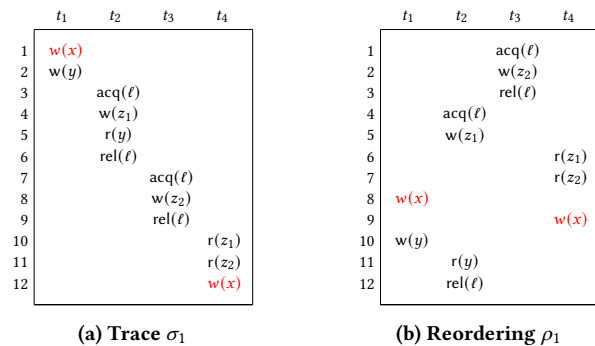 t₁ t₂ t₃ t₄
1 w(x)
2 w(y)
3 acq(ℓ)
4 w(z₁)
5 r(y)
6 rel(ℓ)
7 acq(ℓ)
8 w(z₂)
9 rel(ℓ)
10 r(z₁)
11 r(z₂)
12 w(x)
(a) Trace σ₁
t₁ t₂ t₃ t₄
1 acq(ℓ)
2 w(z₂)
3 rel(ℓ)
4 acq(ℓ)
5 w(z₁)
6 r(z₁)
7 r(z₂)
8 w(x)
9 w(x)
10 w(y)
11 r(y)
12 rel(ℓ)
(b) Reordering ρ₁